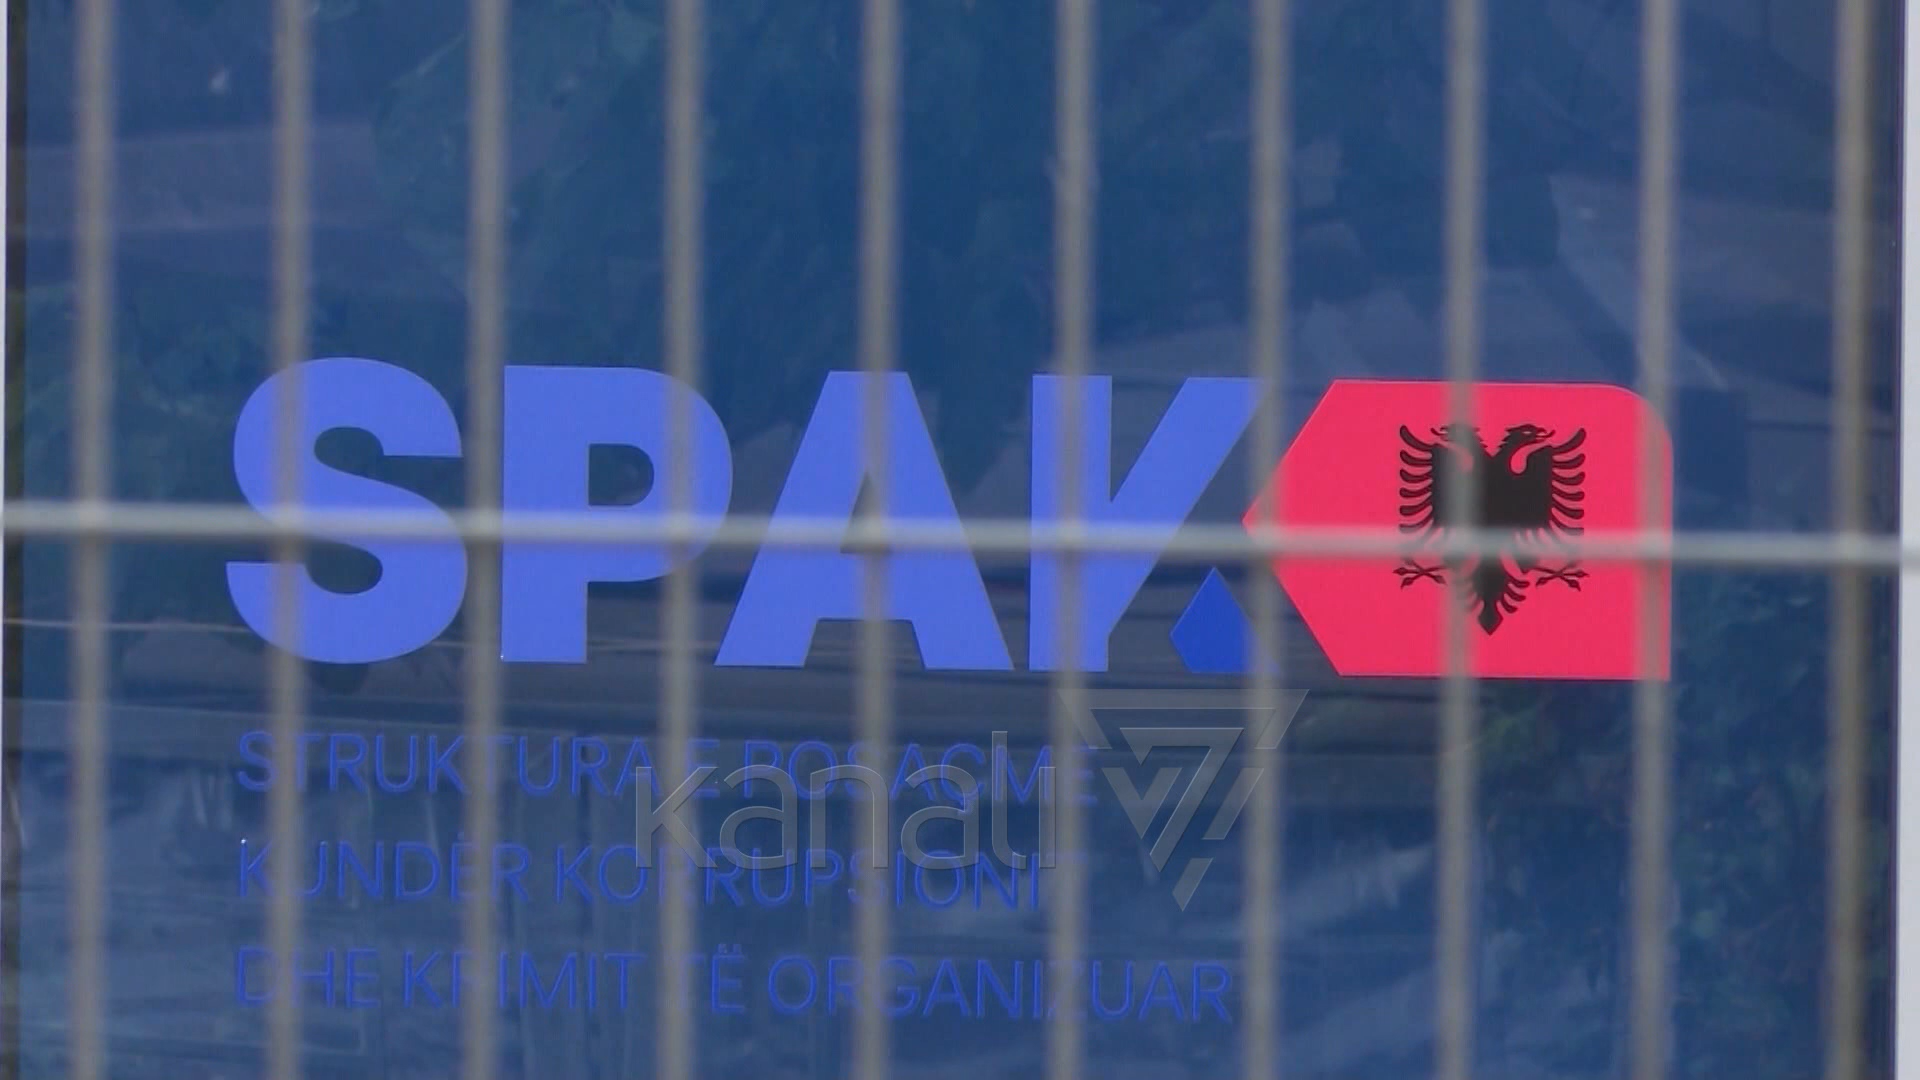 SPAK
STRUKTURA E POSAÇME
KUNDËR KORRUPSIONIT
DHE KRIMIT TË ORGANIZUAR
kanali 7